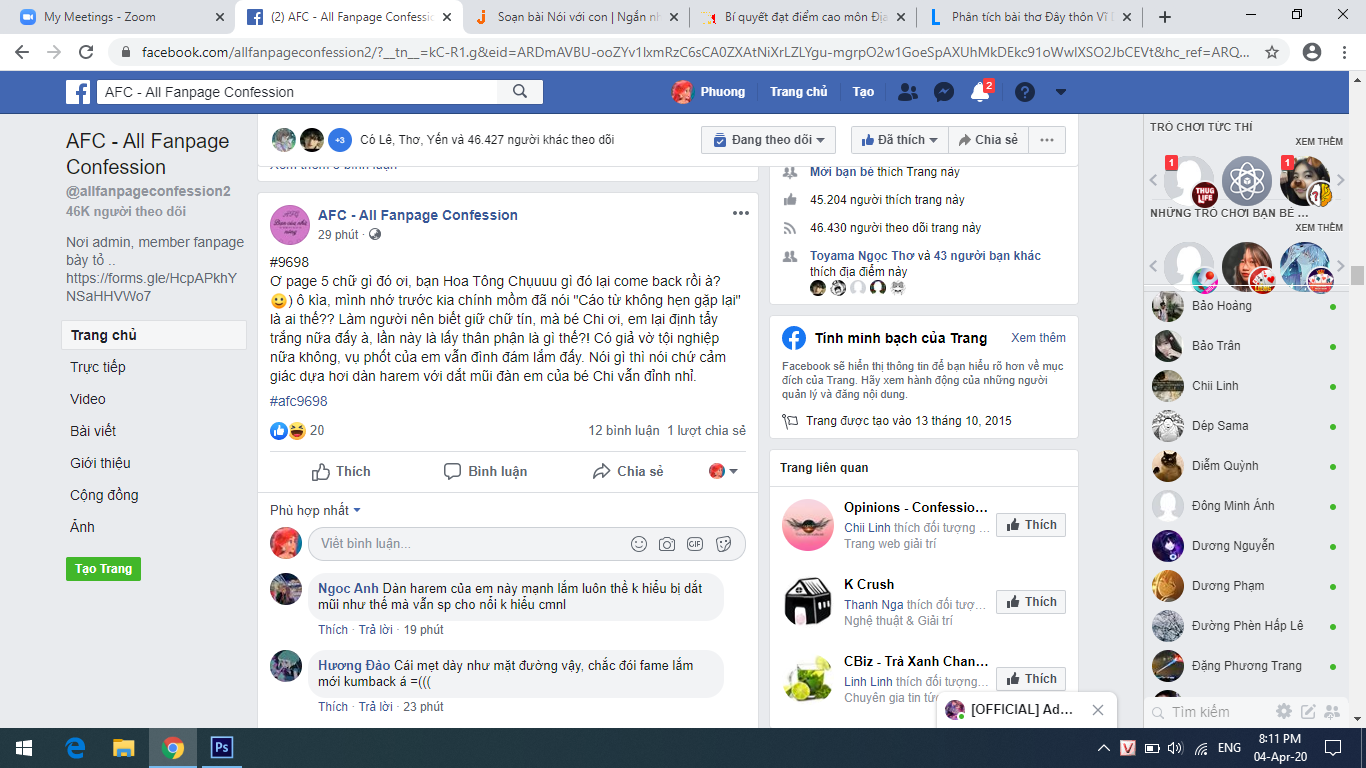 My Meetings - Zoom
(2) AFC - All Fanpage Confessio
Soạn bài Nói với con | Ngắn nh
Bí quyết đạt điểm cao môn Địa
Phân tích bài thơ Đây thôn Vĩ D
facebook.com/allfanpageconfession2/?__tn__=kC-R1.g&eid=ARDmAVBU-ooZYv1IxmRzC6sCA0ZXAtNiXrLZLYgu-mgrpO2w1GoeSpAXUhMkDEkc91oWwIXSO2JbCEVt&hc_ref=ARQ...
AFC - All Fanpage Confession
Phuong
Trang chủ
Tạo
2
AFC - All Fanpage
Confession
@allfanpageconfession2
46K người theo dõi
Nơi admin, member fanpage
bày tỏ ..
https://forms.gle/HcpAPkhY
NSaHHVWo7
Trang chủ
Trực tiếp
Video
Bài viết
Giới thiệu
Cộng đồng
Ảnh
Tạo Trang
+3
Có Lê, Thơ, Yến và 46.427 người khác theo dõi
Đang theo dõi
Đã thích
Chia sẻ
AFC - All Fanpage Confession
29 phút ·
#9698
Ơ page 5 chữ gì đó ơi, bạn Hoa Tông Chuuuu gì đó lại come back rồi à?
🙂) ô kìa, mình nhớ trước kia chính mồm đã nói "Cáo từ không hẹn gặp lại"
là ai thế?? Làm người nên biết giữ chữ tín, mà bé Chi ơi, em lại định tẩy
trắng nữa đấy à, lần này là lấy thân phận là gì thế?! Có giả vờ tội nghiệp
nữa không, vụ phốt của em vẫn đình đám lắm đấy. Nói gì thì nói chứ cảm
giác dựa hơi dàn harem với dắt mũi đàn em của bé Chi vẫn đỉnh nhỉ.
#afc9698
20
12 bình luận 1 lượt chia sẻ
Thích
Bình luận
Chia sẻ
Phù hợp nhất
Viết bình luận...
GIF
Ngọc Anh Dàn harem của em này mạnh lắm luôn thề k hiểu bị dắt
mũi như thế mà vẫn sp cho nổi k hiểu cmnl
Thích · Trả lời · 19 phút
Hương Đào Cái mẹt dày như mặt đường vậy, chắc đói fame lắm
mới kumback á =(((
Thích · Trả lời · 23 phút
Mời bạn bè thích Trang này
45.204 người thích trang này
46.430 người theo dõi trang này
Toyama Ngọc Thơ và 43 người bạn khác
thích địa điểm này
Tính minh bạch của Trang
Xem thêm
Facebook sẽ hiển thị thông tin để bạn hiểu rõ hơn về mục
đích của Trang. Hãy xem hành động của những người
quản lý và đăng nội dung.
Trang được tạo vào 13 tháng 10, 2015
Trang liên quan
Opinions - Confessio...
Chii Linh thích đối tượng ...
Trang web giải trí
Thích
K Crush
Thanh Nga thích đối tượ...
Nghệ thuật & Giải trí
Thích
CBiz - Trà Xanh Chan...
Linh Linh thích đối tượng...
Chuyên gia tin tức
Thích
[OFFICIAL] Ad...
TRÒ CHƠI TỨC THÌ
XEM THÊM
1
THUG
LIFE
1
NHỮNG TRÒ CHƠI BẠN BÈ ...
XEM THÊM
Bảo Hoàng
Bảo Trân
Chii Linh
Dẹp Sama
Diễm Quỳnh
Đông Minh Ánh
Dương Nguyễn
Dương Phạm
Đường Phèn Hấp Lê
Đặng Phương Trang
Tìm kiếm
Ps
V
ENG
8:11 PM
04-Apr-20